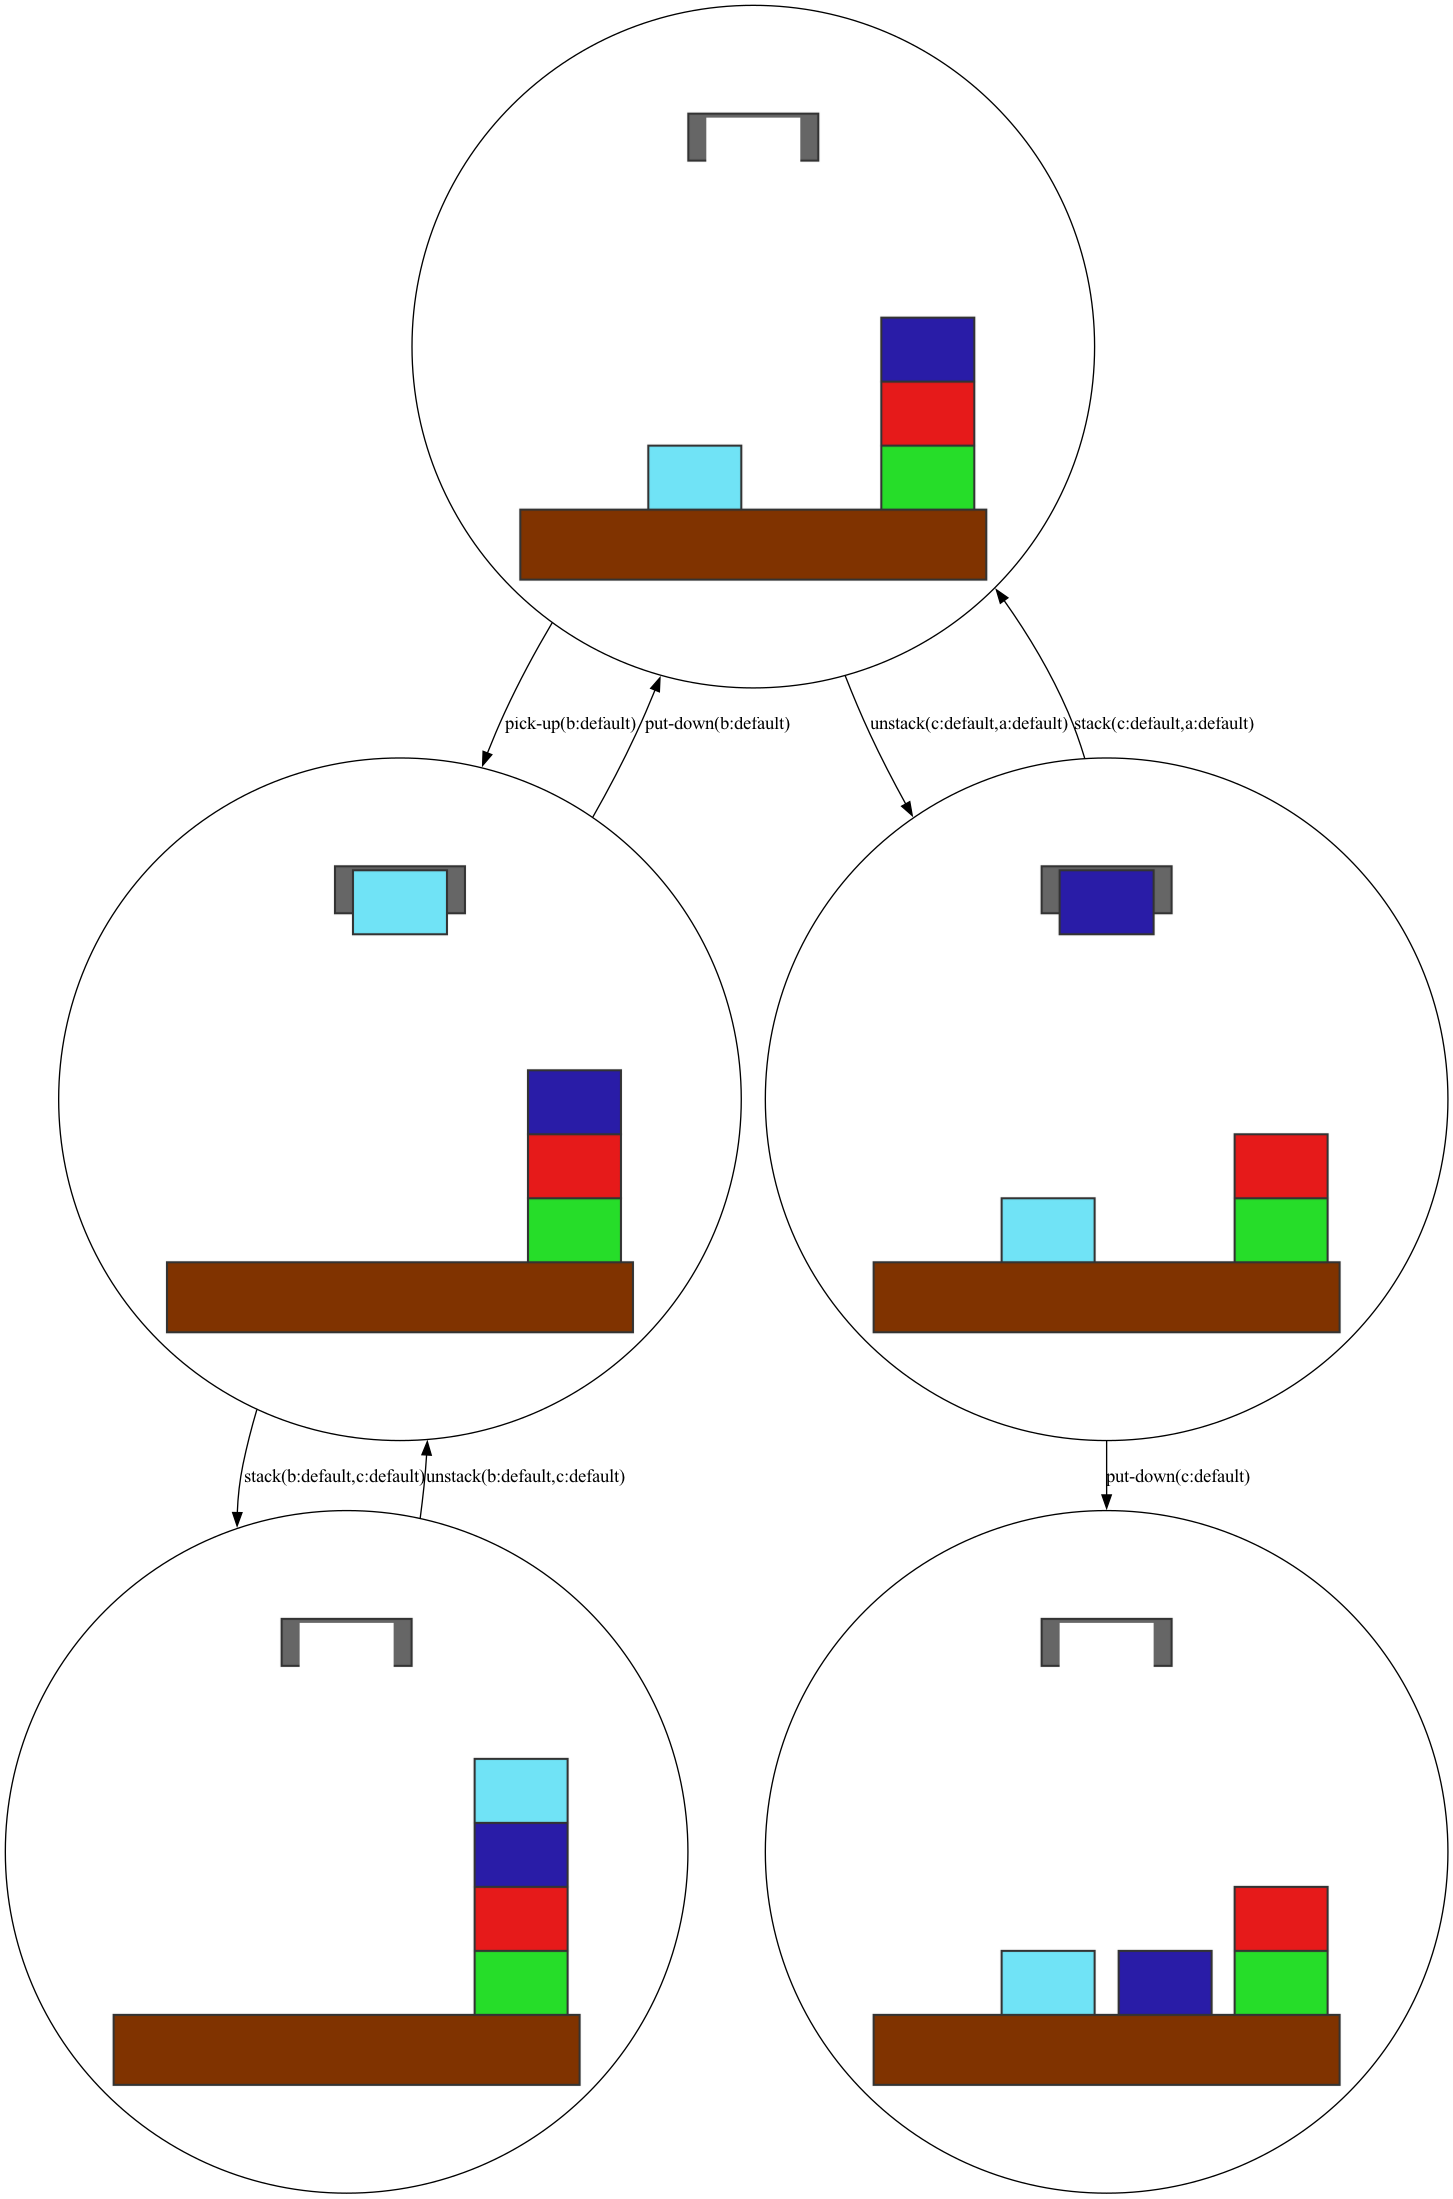 pick-up(b:default)
put-down(b:default)
unstack(c:default,a:default)
stack(c:default,a:default)
stack(b:default,c:default)
unstack(b:default,c:default)
put-down(c:default)